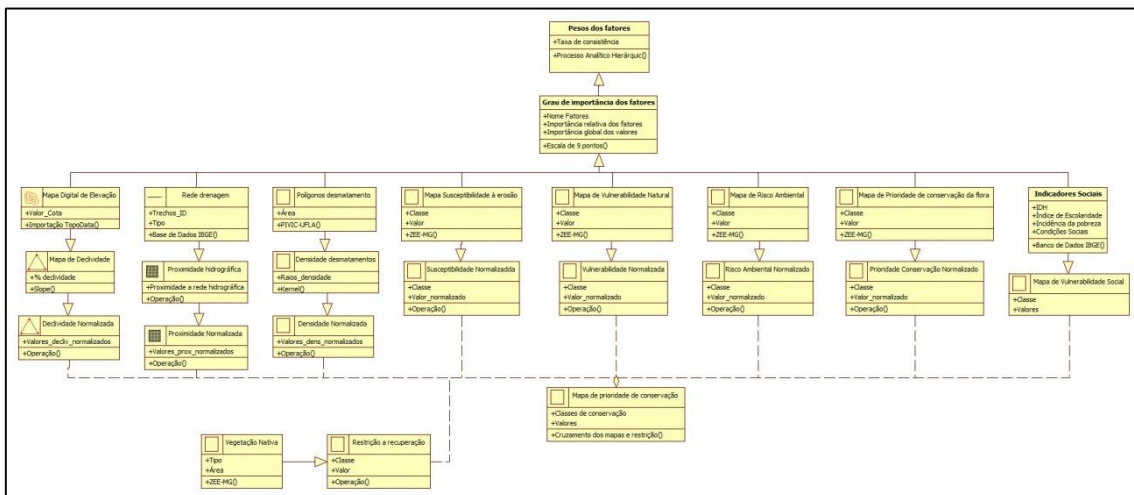 Pesos dos fatores
+Taxa de consistência
+Processo Analítico Hierárquic()
Grau de importância dos fatores
+Nome Fatores
+Importância relativa dos fatores
+Importância global dos valores
+Escala de 9 pontos()
Mapa Digital de Elevação
+Valor_Cota
+Importação TopoData()
Rede drenagem
+Trechos_ID
+Tipo
+Base de Dados IBGE()
Polígonos desmatamento
+Área
+PIVIC-UFLA()
Mapa Susceptibilidade à erosão
+Classe
+Valor
+ZEE-MG()
Mapa de Vulnerabilidade Natural
+Classe
+Valor
+ZEE-MG()
Mapa de Risco Ambiental
+Classe
+Valor
+ZEE-MG()
Mapa de Prioridade de conservação da flora
+Classe
+Valor
+ZEE-MG()
Indicadores Sociais
+IDH
+Índice de Escolaridade
+Incidência da pobreza
+Condições Sociais
+Banco de Dados IBGE()
Mapa de Declividade
+% declividade
+Slope()
Proximidade hidrográfica
+Proximidade a rede hidrográfica
+Operação()
Densidade desmatamentos
+Raios_densidade
+Kernel()
Susceptibilidade Normalizadda
+Classe
+Valor_normalizado
+Operação()
Vulnerabilidade Normalizada
+Classe
+Valor_normalizado
+Operação()
Risco Ambiental Normalizado
+Classe
+Valor_normalizado
+Operação()
Prioridade Conservação Normalizado
+Classe
+Valor_normalizado
+Operação()
Mapa de Vulnerabilidade Social
+Classe
+Valores
Declividade Normalizada
+Valores_decliv_normalizados
+Operação()
Proximidade Normalizada
+Valores_prox_normalizados
+Operação()
Densidade Normalizada
+Valores_dens_normalizados
+Operação()
Mapa de prioridade de conservação
+Classes de conservação
+Valores
+Cruzamento dos mapas e restrição()
Vegetação Nativa
+Tipo
+Área
+ZEE-MG()
Restrição a recuperação
+Classe
+Valor
+Operação()